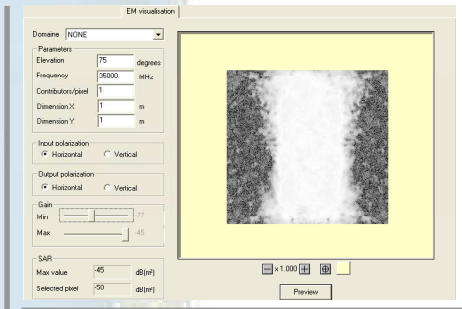 EM visualisation
Domaine NONE
Parameters
Elevation 75 degrees
Frequency 35000 MHz
Contributors/pixel 1
Dimension X 1 m
Dimension Y 1 m
Input polarization
Horizontal Vertical
Output polarization
Horizontal Vertical
Gain
Min -77
Max -45
SAR
Max value -45 dB(m²)
Selected pixel -50 dB(m²)
x 1.000
Preview